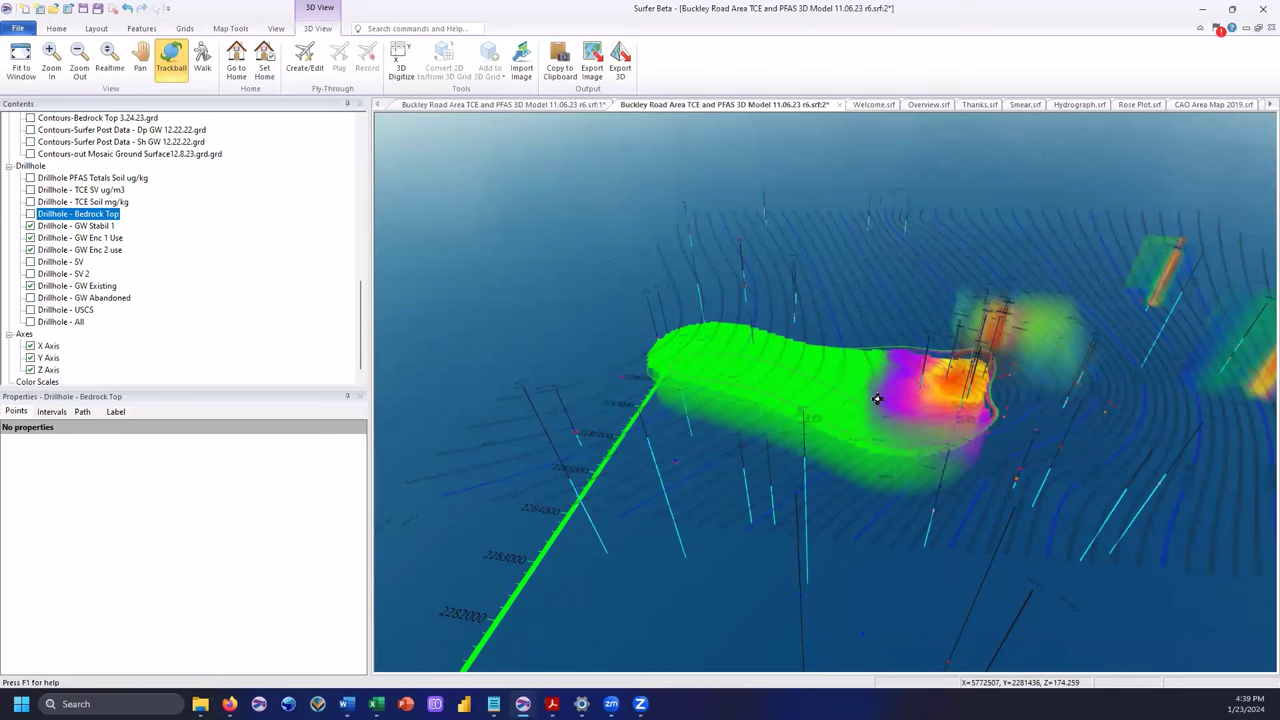 3D View
Surfer Beta - [Buckley Road Area TCE and PFAS 3D Model 11.06.23 r6.srf:2*]
File Home Layout Features Grids Map Tools View 3D View Search commands and Help...
Fit to Window Zoom In Zoom Out Realtime Pan Trackball Walk Go to Home Set Home Create/Edit Play Record 3D Digitize Convert 2D to/from 3D Grid Add to 3D Grid Import Image Copy to Clipboard Export Image Export 3D
View Home Fly-Through Tools Output
Contents
Buckley Road Area TCE and PFAS 3D Model 11.06.23 r6.srf:1* Buckley Road Area TCE and PFAS 3D Model 11.06.23 r6.srf:2* Welcome.srf Overview.srf Thanks.srf Smear.srf Hydrograph.srf Rose Plot.srf CAO Area Map 2019.srf
Contours-Bedrock Top 3.24.23.grd
Contours-Surfer Post Data - Dp GW 12.22.22.grd
Contours-Surfer Post Data - Sh GW 12.22.22.grd
Contours-out Mosaic Ground Surface12.8.23.grd.grd
Drillhole
Drillhole PFAS Totals Soil ug/kg
Drillhole - TCE SV ug/m3
Drillhole - TCE Soil mg/kg
Drillhole - Bedrock Top
Drillhole - GW Stabil 1
Drillhole - GW Enc 1 Use
Drillhole - GW Enc 2 use
Drillhole - SV
Drillhole - SV 2
Drillhole - GW Existing
Drillhole - GW Abandoned
Drillhole - USCS
Drillhole - All
Axes
X Axis
Y Axis
Z Axis
Color Scales
Properties - Drillhole - Bedrock Top
Points Intervals Path Label
No properties
2284000
2283000
2282000
Press F1 for help
X=5772507, Y=2281436, Z=174.259
Search
4:39 PM
1/23/2024